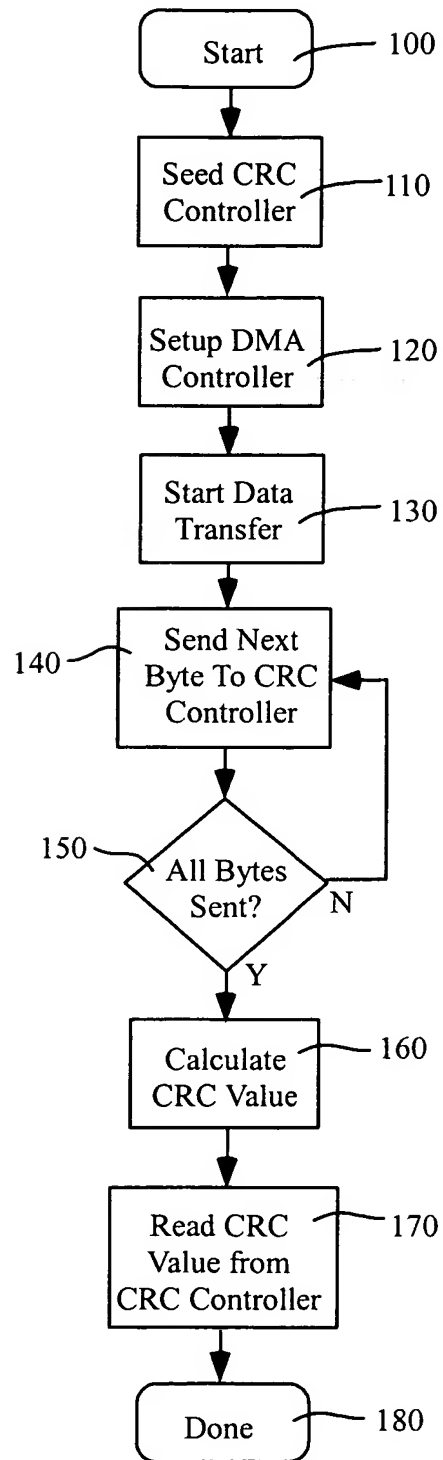 Start
100
Seed CRC
Controller
110
Setup DMA
Controller
120
Start Data
Transfer
130
140
Send Next
Byte To CRC
Controller
150
All Bytes
Sent?
N
Y
Calculate
CRC Value
160
Read CRC
Value from
CRC Controller
170
Done
180